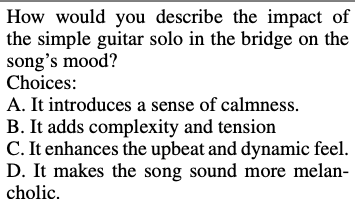 How would you describe the impact of
the simple guitar solo in the bridge on the
song's mood?
Choices:
A. It introduces a sense of calmness.
B. It adds complexity and tension
C. It enhances the upbeat and dynamic feel.
D. It makes the song sound more melan-
cholic.